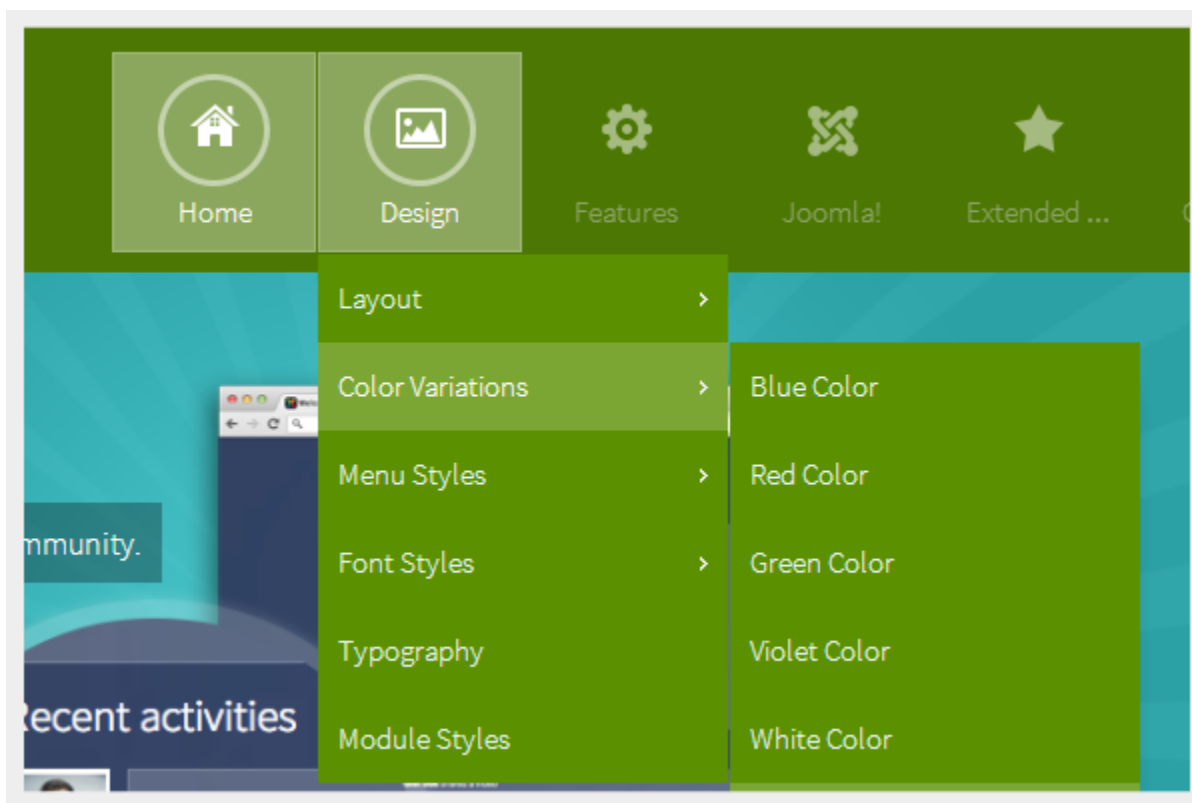 Home
Design
Features
Joomla!
Extended ...
Layout
Color Variations
Blue Color
Menu Styles
Red Color
mmunity.
Font Styles
Green Color
Typography
Violet Color
Recent activities
Module Styles
White Color